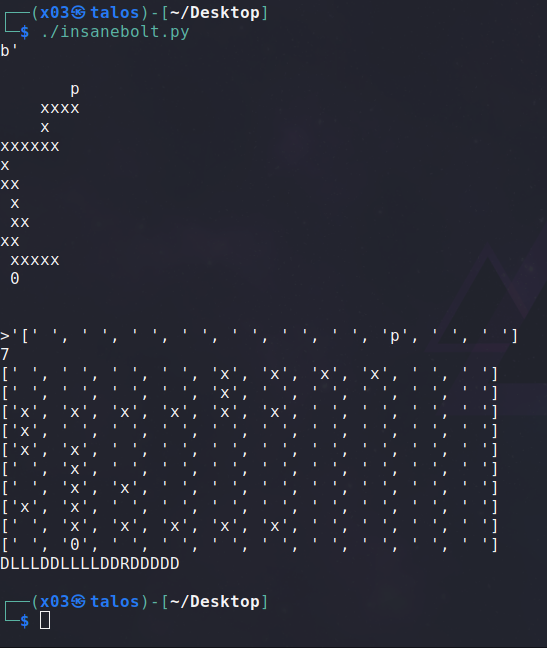 ┌──(x03㉿talos)-[~/Desktop]
└─$ ./insanebolt.py
b'

       p
    xxxx
    x
xxxxxx
x
xx
 x
 xx
xx
 xxxxx
 0


>'[' ', ' ', ' ', ' ', ' ', ' ', ' ', 'p', ' ', ' ']
7
[' ', ' ', ' ', ' ', 'x', 'x', 'x', 'x', ' ', ' ']
[' ', ' ', ' ', ' ', 'x', ' ', ' ', ' ', ' ', ' ']
['x', 'x', 'x', 'x', 'x', 'x', ' ', ' ', ' ', ' ']
['x', ' ', ' ', ' ', ' ', ' ', ' ', ' ', ' ', ' ']
['x', 'x', ' ', ' ', ' ', ' ', ' ', ' ', ' ', ' ']
[' ', 'x', ' ', ' ', ' ', ' ', ' ', ' ', ' ', ' ']
[' ', 'x', 'x', ' ', ' ', ' ', ' ', ' ', ' ', ' ']
['x', 'x', ' ', ' ', ' ', ' ', ' ', ' ', ' ', ' ']
[' ', 'x', 'x', 'x', 'x', 'x', ' ', ' ', ' ', ' ']
[' ', '0', ' ', ' ', ' ', ' ', ' ', ' ', ' ', ' ']
DLLLDDLLLLDDRDDDDD

┌──(x03㉿talos)-[~/Desktop]
└─$